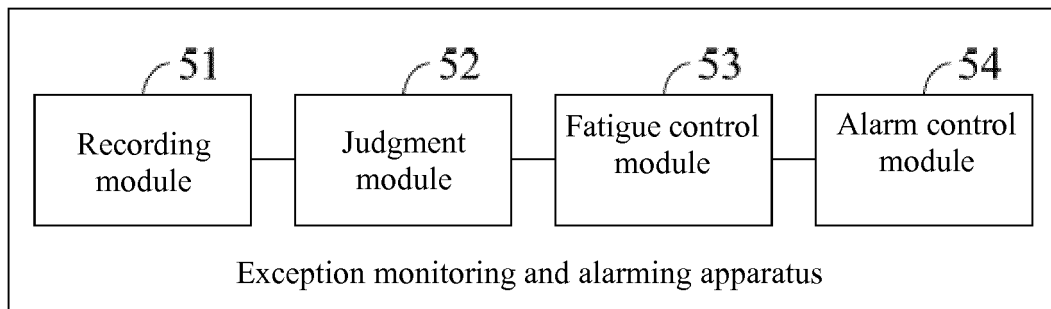 51
52
53
54
Recording
module
Judgment
module
Fatigue control
module
Alarm control
module
Exception monitoring and alarming apparatus